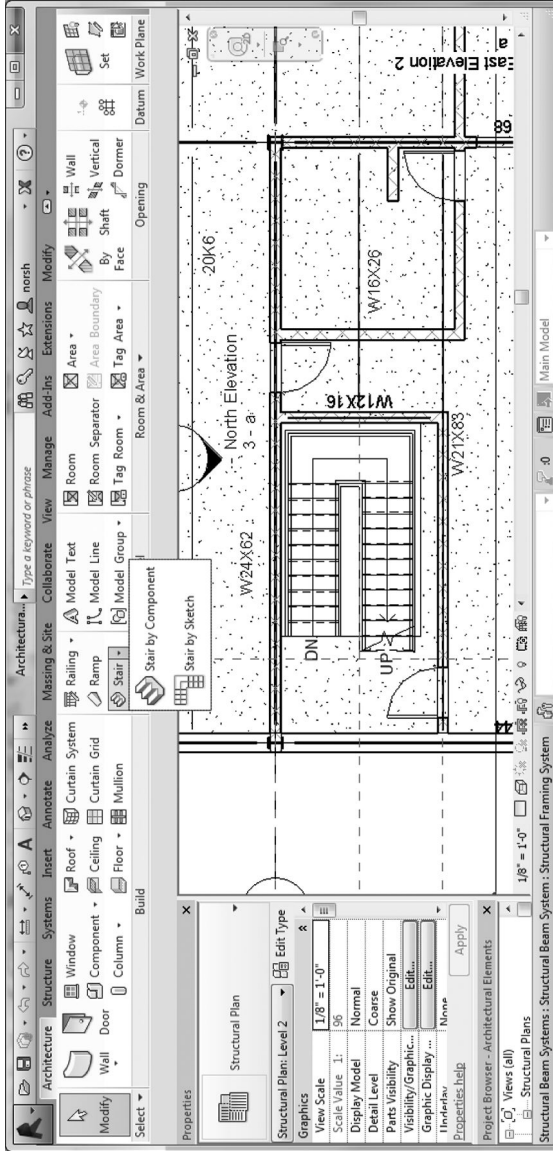 Architectura... Type a keyword or phrase norsh
Architecture Structure Systems Insert Annotate Analyze Massing & Site Collaborate View Manage Add-Ins Extensions Modify
Modify
Wall
Door
Window
Component
Column
Roof
Ceiling
Floor
Curtain System
Curtain Grid
Mullion
Railing
Ramp
Stair
Model Text
Model Line
Model Group
Room
Room Separator
Tag Room
Area
Area Boundary
Tag Area
By Face
Shaft
Wall
Vertical
Dormer
Set
Select Build Room & Area Opening Datum Work Plane
Stair by Component
Stair by Sketch
Properties
Structural Plan
Structural Plan: Level 2 Edit Type
Graphics
View Scale 1/8" = 1'-0"
Scale Value 1: 96
Display Model Normal
Detail Level Coarse
Parts Visibility Show Original
Visibility/Graphic... Edit...
Graphic Display ... Edit...
Underlay None
Properties help Apply
Project Browser - Architectural Elements
Views (all)
Structural Plans
20K6
North Elevation
3 - a
W24X62
W12X16
W16X26
W21X83
DN
UP
East Elevation 2
a
68
44
1/8" = 1'-0"
Structural Beam Systems : Structural Beam System : Structural Framing System :0 Main Model